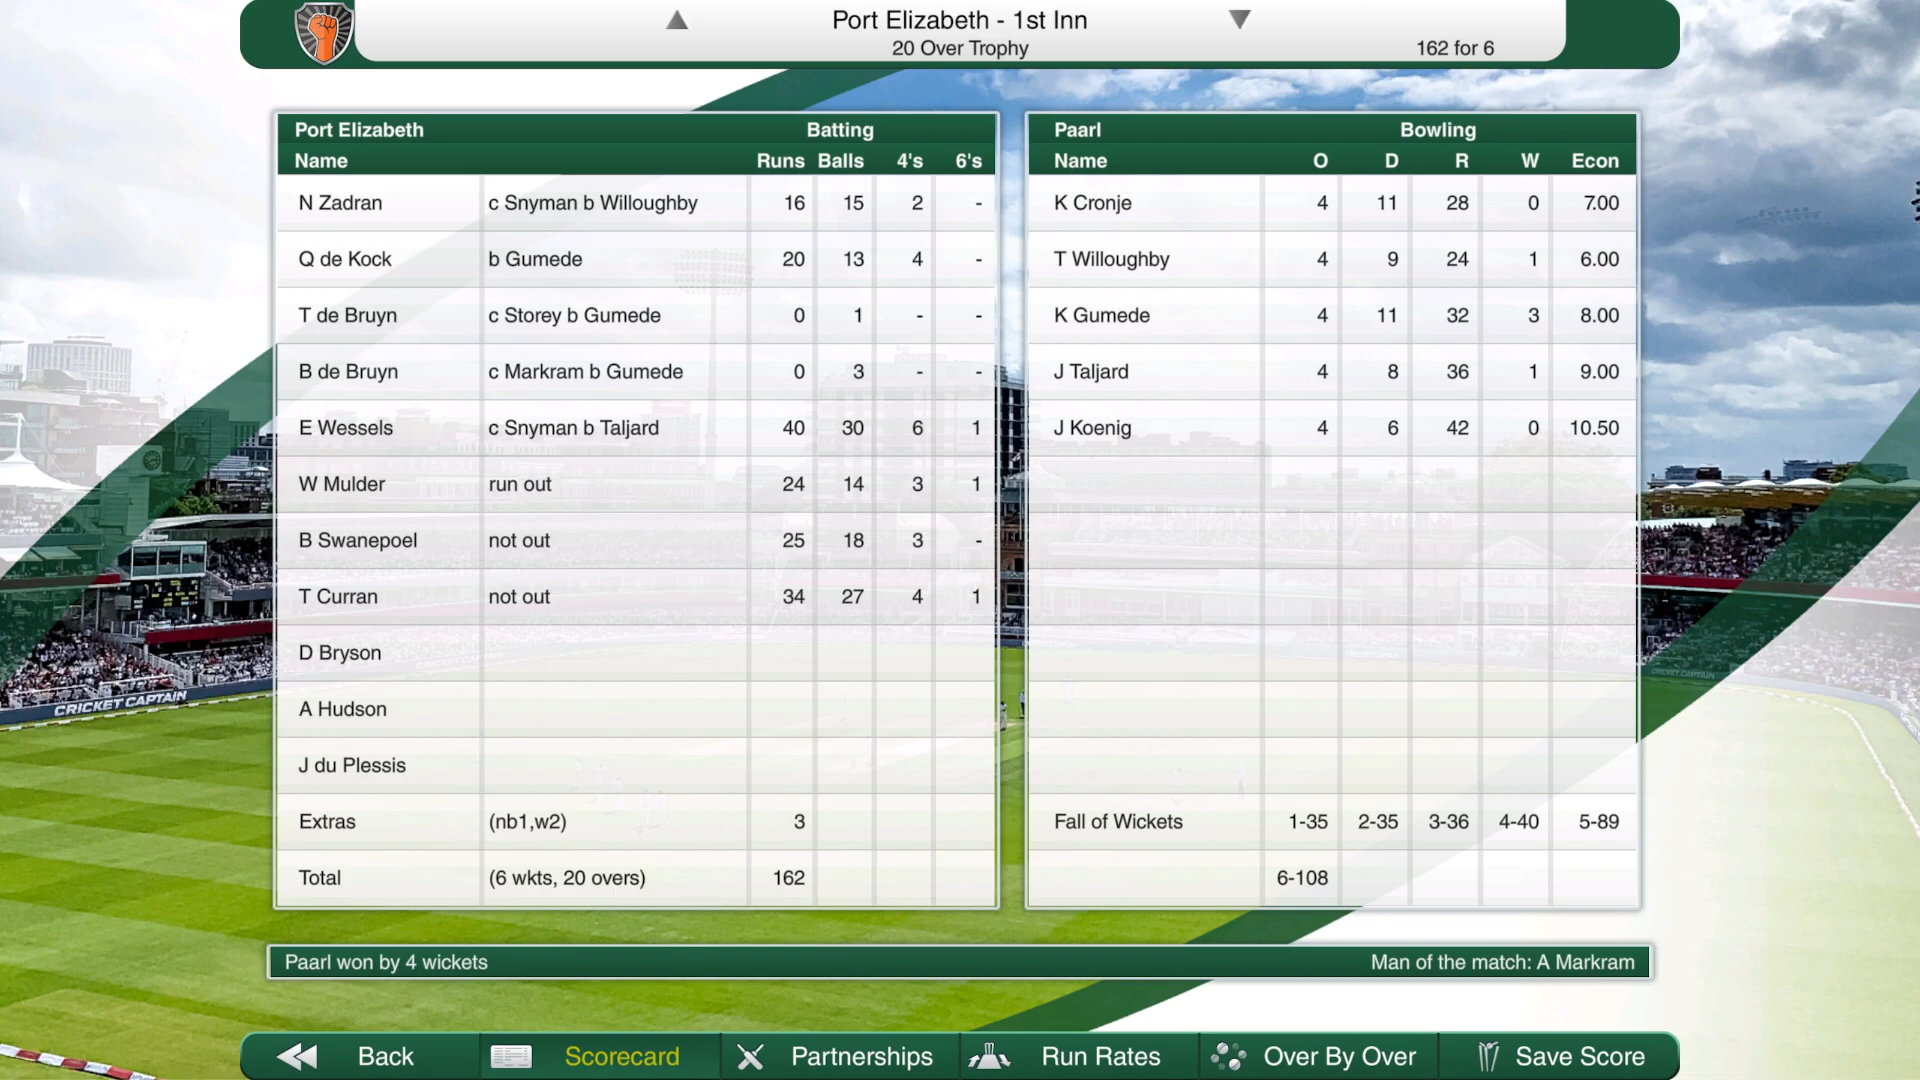 Port Elizabeth - 1st Inn
20 Over Trophy
162 for 6
Port Elizabeth Batting
Name Runs Balls 4's 6's
N Zadran c Snyman b Willoughby 16 15 2 -
Q de Kock b Gumede 20 13 4 -
T de Bruyn c Storey b Gumede 0 1 - -
B de Bruyn c Markram b Gumede 0 3 - -
E Wessels c Snyman b Taljard 40 30 6 1
W Mulder run out 24 14 3 1
B Swanepoel not out 25 18 3 -
T Curran not out 34 27 4 1
D Bryson
A Hudson
J du Plessis
Extras (nb1,w2) 3
Total (6 wkts, 20 overs) 162
Paarl Bowling
Name O D R W Econ
K Cronje 4 11 28 0 7.00
T Willoughby 4 9 24 1 6.00
K Gumede 4 11 32 3 8.00
J Taljard 4 8 36 1 9.00
J Koenig 4 6 42 0 10.50
Fall of Wickets 1-35 2-35 3-36 4-40 5-89
6-108
CRICKET CAPTAIN
CRICKET CAPTAIN
CRICKET CAPTAIN
Paarl won by 4 wickets
Man of the match: A Markram
Back
Scorecard
Partnerships
Run Rates
Over By Over
Save Score